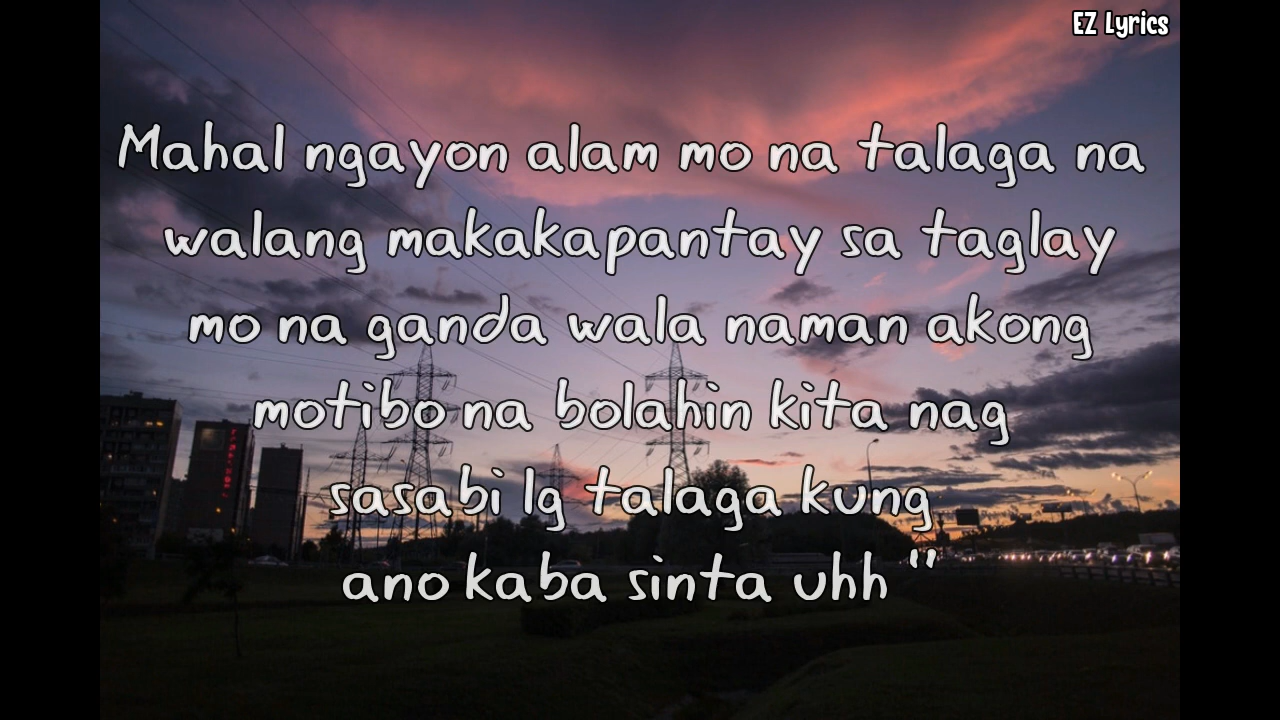 EZ Lyrics
Mahal ngayon alam mo na talaga na
walang makakapantay sa taglay
mo na ganda wala naman akong
motibo na bolahin kita nag
sasabi lg talaga kung
ano kaba sinta uhh "